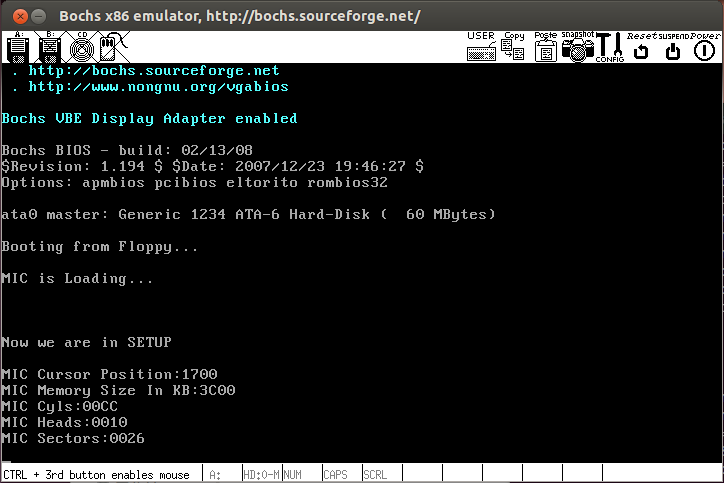 Bochs x86 emulator, http://bochs.sourceforge.net/
A: B: CD USER Copy Paste snapshot CONFIG Reset SUSPEND Power
. http://bochs.sourceforge.net
. http://www.nongnu.org/vgabios
Bochs VBE Display Adapter enabled
Bochs BIOS - build: 02/13/08
$Revision: 1.194 $ $Date: 2007/12/23 19:46:27 $
Options: apmbios pcibios eltorito rombios32
ata0 master: Generic 1234 ATA-6 Hard-Disk (  60 MBytes)
Booting from Floppy...
MIC is Loading...
Now we are in SETUP
MIC Cursor Position:1700
MIC Memory Size In KB:3C00
MIC Cyls:00CC
MIC Heads:0010
MIC Sectors:0026
CTRL + 3rd button enables mouse A: HD:0-M NUM CAPS SCRL